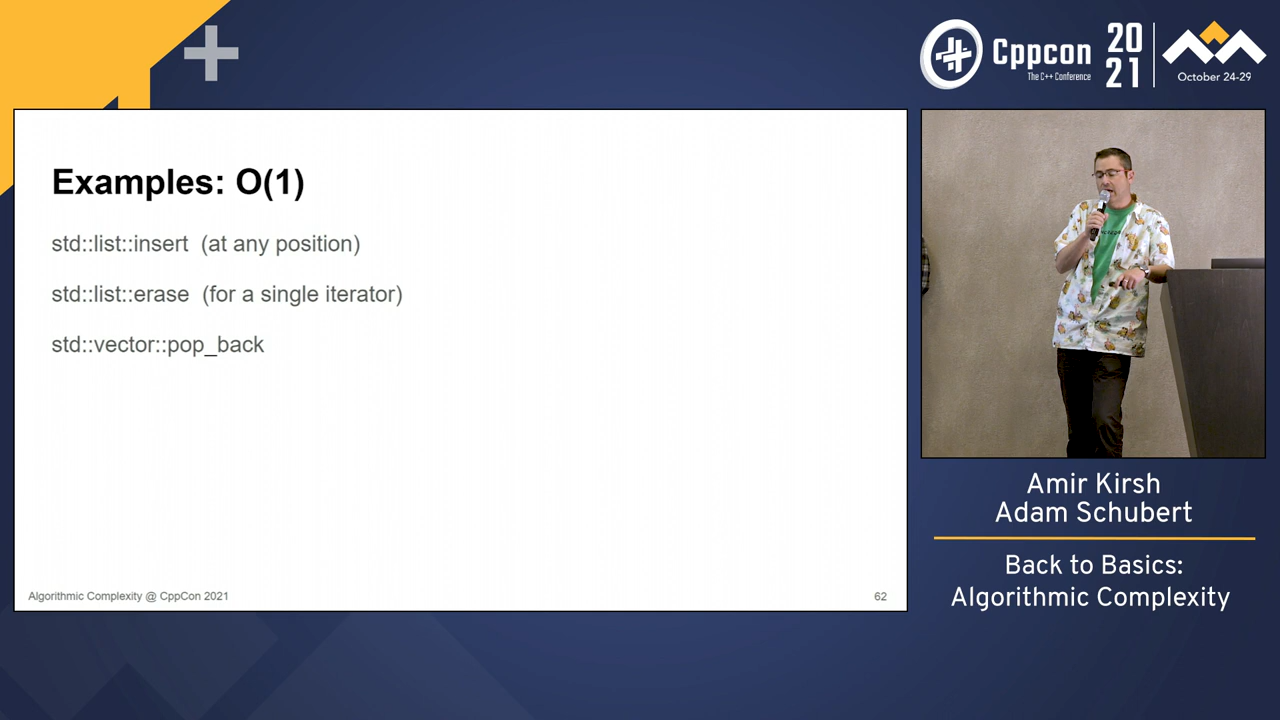 Cppcon
The C++ Conference
20
21
October 24-29
Examples: O(1)
std::list::insert (at any position)
std::list::erase (for a single iterator)
std::vector::pop_back
Algorithmic Complexity @ CppCon 2021
62
Amir Kirsh
Adam Schubert
Back to Basics:
Algorithmic Complexity